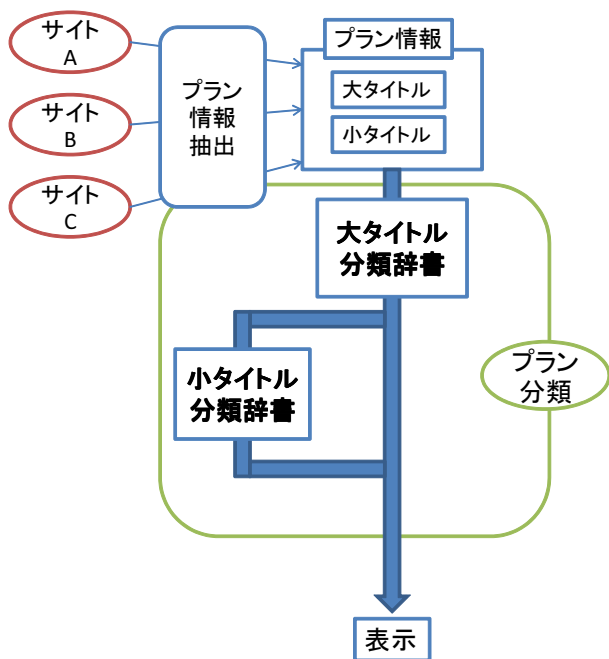 サイト
A
サイト
B
サイト
C
プラン
情報
抽出
プラン情報
大タイトル
小タイトル
大タイトル
分類辞書
小タイトル
分類辞書
プラン
分類
表示